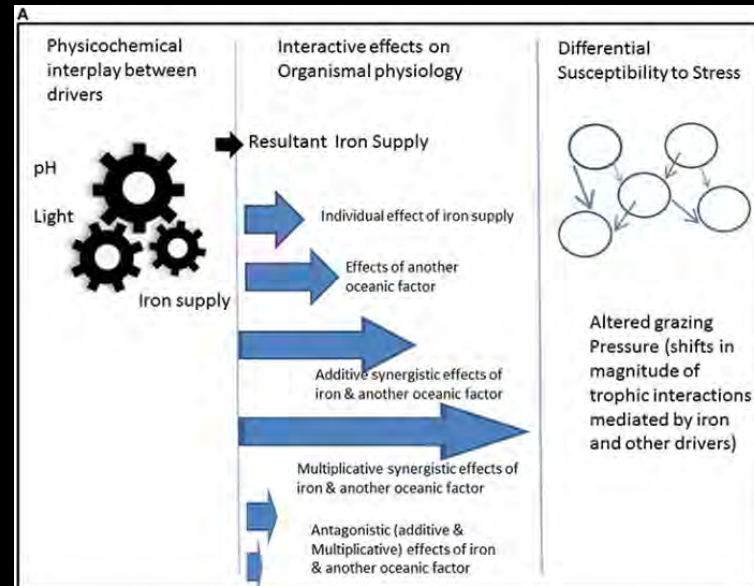 A
Physicochemical
interplay between
drivers
pH
Light
Iron supply
Interactive effects on
Organismal physiology
Resultant Iron Supply
Individual effect of iron supply
Effects of another
oceanic factor
Additive synergistic effects of
iron & another oceanic factor
Multiplicative synergistic effects of
iron & another oceanic factor
Antagonistic (additive &
Multiplicative) effects of iron
& another oceanic factor
Differential
Susceptibility to Stress
Altered grazing
Pressure (shifts in
magnitude of
trophic interactions
mediated by iron
and other drivers)